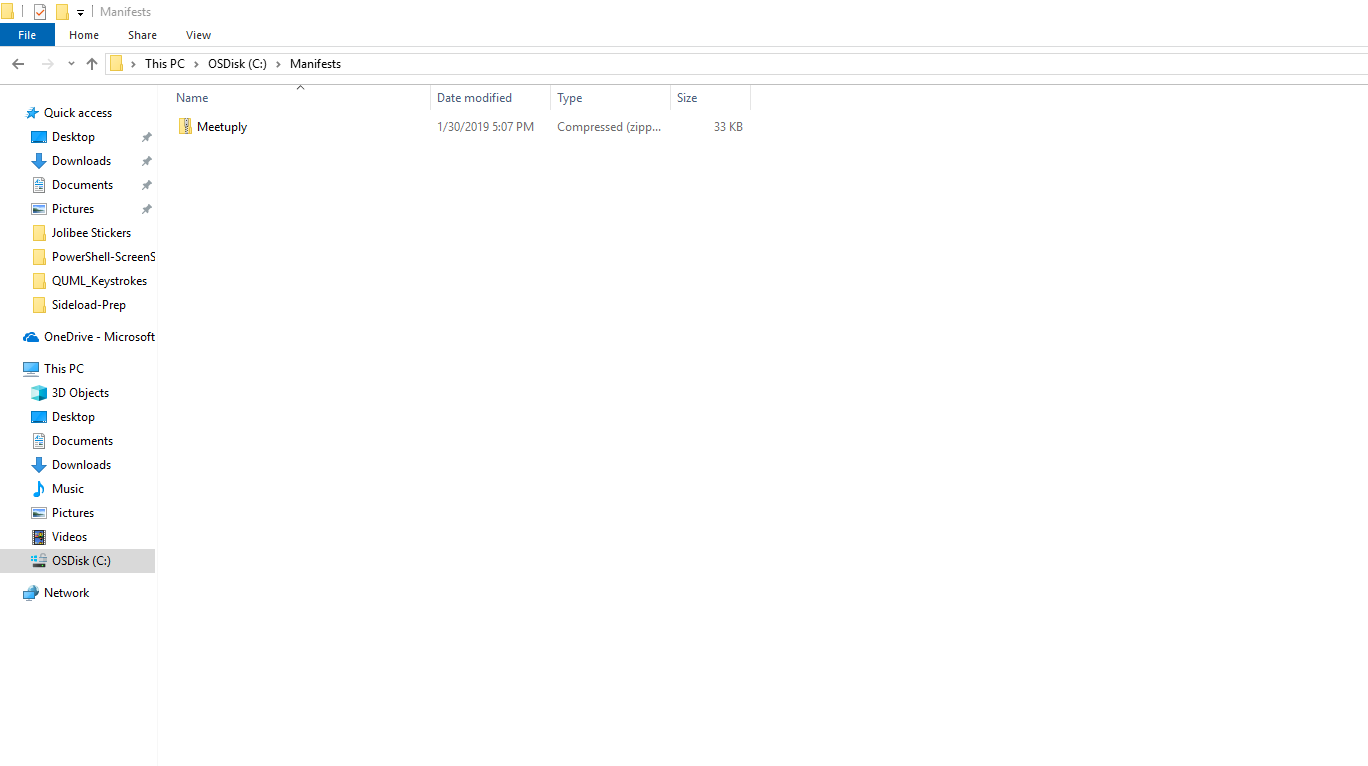 Manifests
File Home Share View
This PC OSDisk (C:) Manifests
Name Date modified Type Size
Meetuply 1/30/2019 5:07 PM Compressed (zipp... 33 KB
Quick access
Desktop
Downloads
Documents
Pictures
Jolibee Stickers
PowerShell-ScreenS
QUML_Keystrokes
Sideload-Prep
OneDrive - Microsoft
This PC
3D Objects
Desktop
Documents
Downloads
Music
Pictures
Videos
OSDisk (C:)
Network